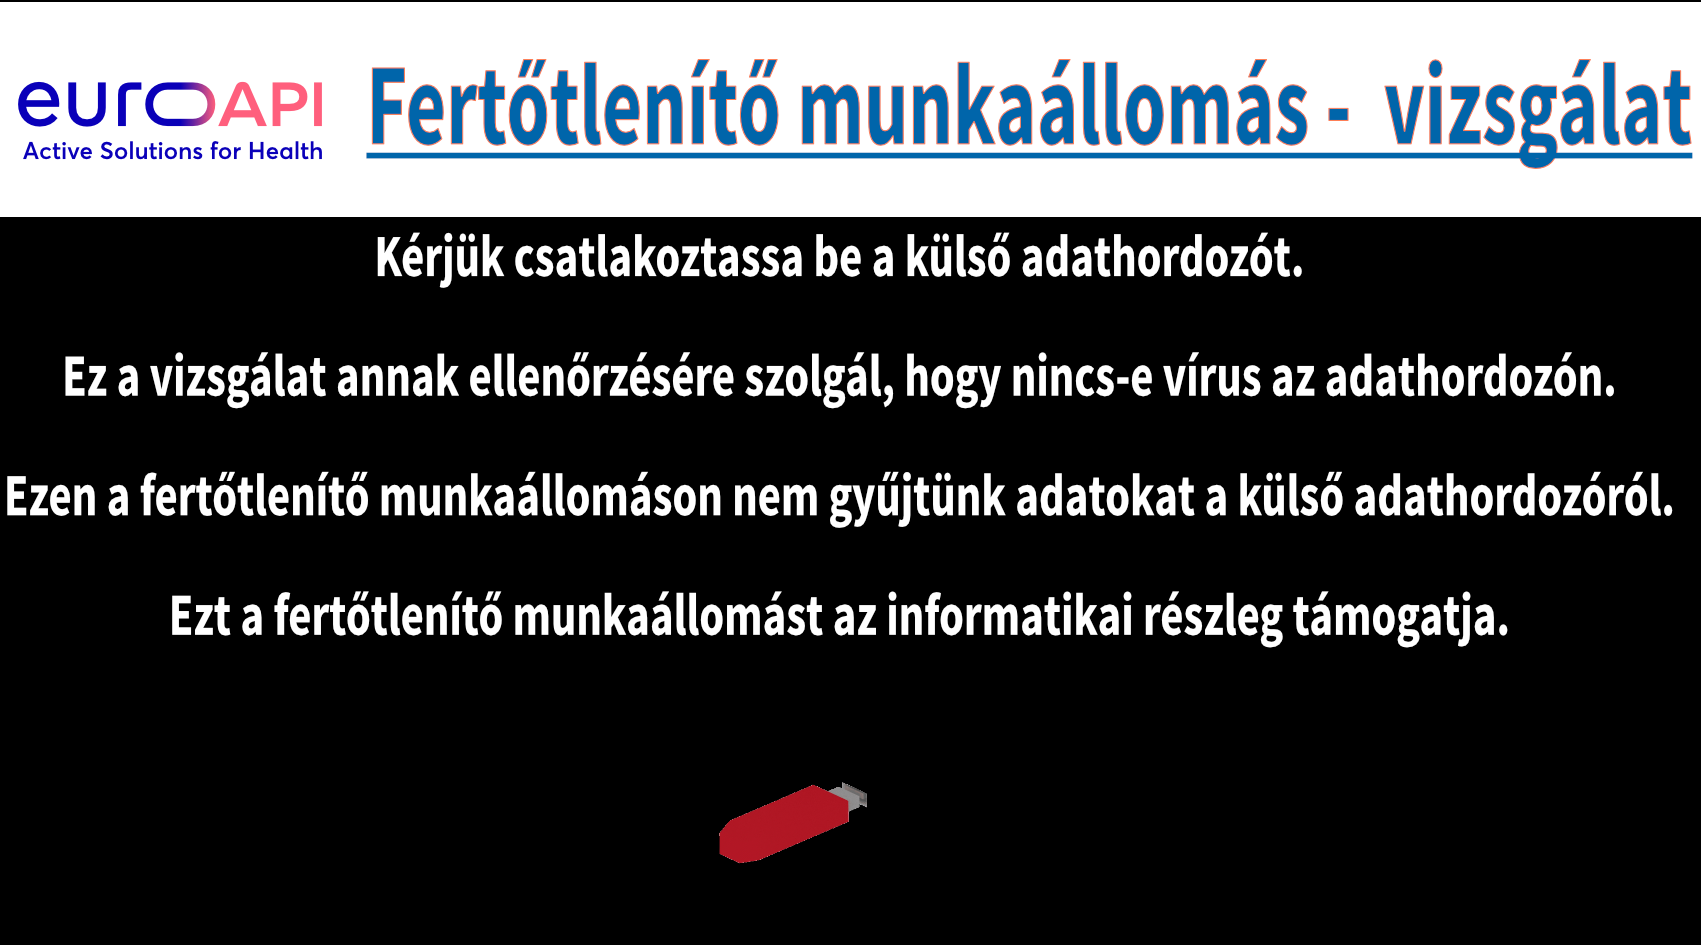 euroAPI
Active Solutions for Health
Fertőtlenítő munkaállomás - vizsgálat
Kérjük csatlakoztassa be a külső adathordozót.
Ez a vizsgálat annak ellenőrzésére szolgál, hogy nincs-e vírus az adathordozón.
Ezen a fertőtlenítő munkaállomáson nem gyűjtünk adatokat a külső adathordozóról.
Ezt a fertőtlenítő munkaállomást az informatikai részleg támogatja.